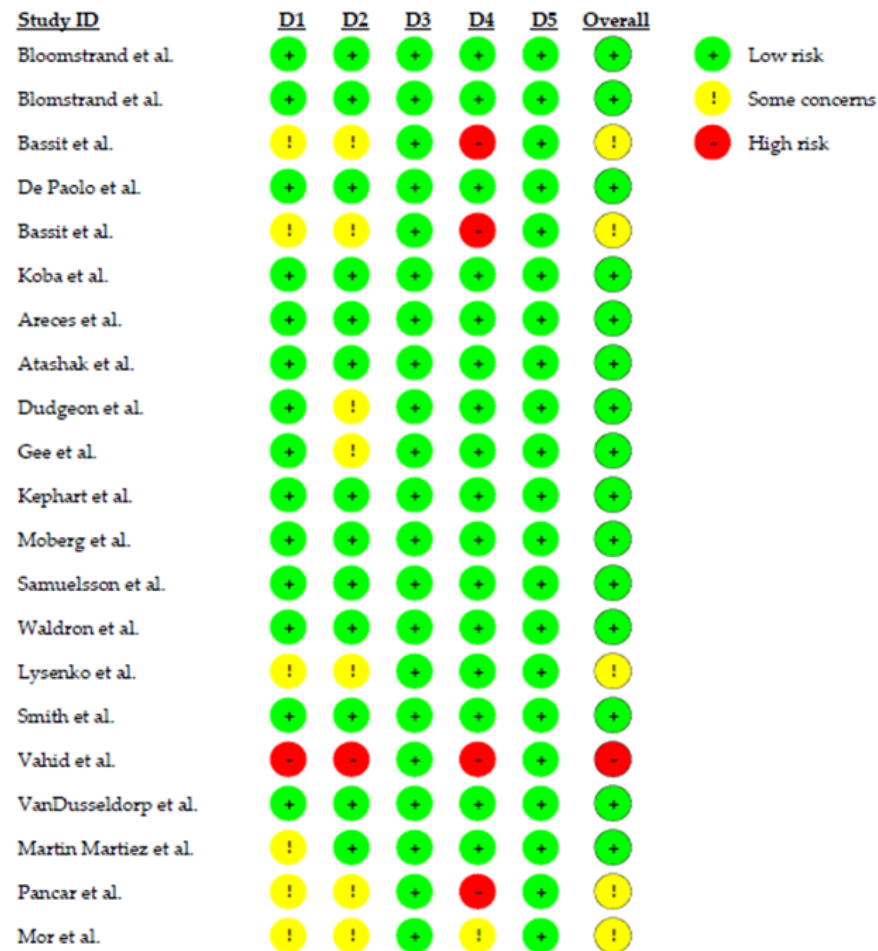 Study ID D1 D2 D3 D4 D5 Overall
Bloomstrand et al. + + + + + + + Low risk
Blomstrand et al. + + + + + + ! Some concerns
Bassit et al. ! ! + - + ! - High risk
De Paolo et al. + + + + + +
Bassit et al. ! ! + - + !
Koba et al. + + + + + +
Areces et al. + + + + + +
Atashak et al. + + + + + +
Dudgeon et al. + ! + + + +
Gee et al. + ! + + + +
Kephart et al. + + + + + +
Moberg et al. + + + + + +
Samuelsson et al. + + + + + +
Waldron et al. + + + + + +
Lysenko et al. ! ! + + + !
Smith et al. + + + + + +
Vahid et al. - - + - + -
VanDusseldorp et al. + + + + + +
Martin Martiez et al. ! + + + + +
Pancar et al. ! ! + - + !
Mor et al. ! ! + ! + !